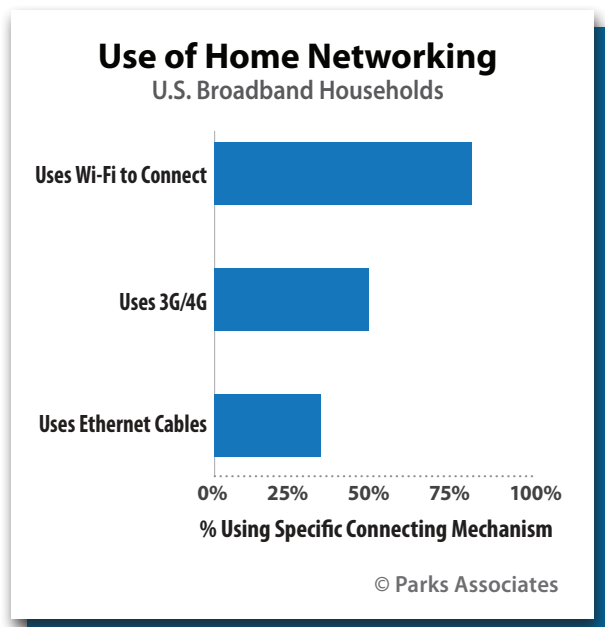 Use of Home Networking
U.S. Broadband Households
Uses Wi-Fi to Connect
Uses 3G/4G
Uses Ethernet Cables
0% 25% 50% 75% 100%
% Using Specific Connecting Mechanism
© Parks Associates